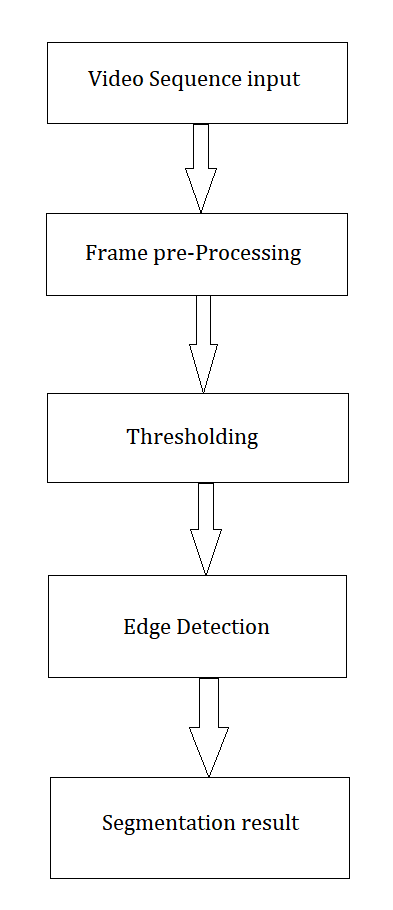 Video Sequence input
Frame pre-Processing
Thresholding
Edge Detection
Segmentation result